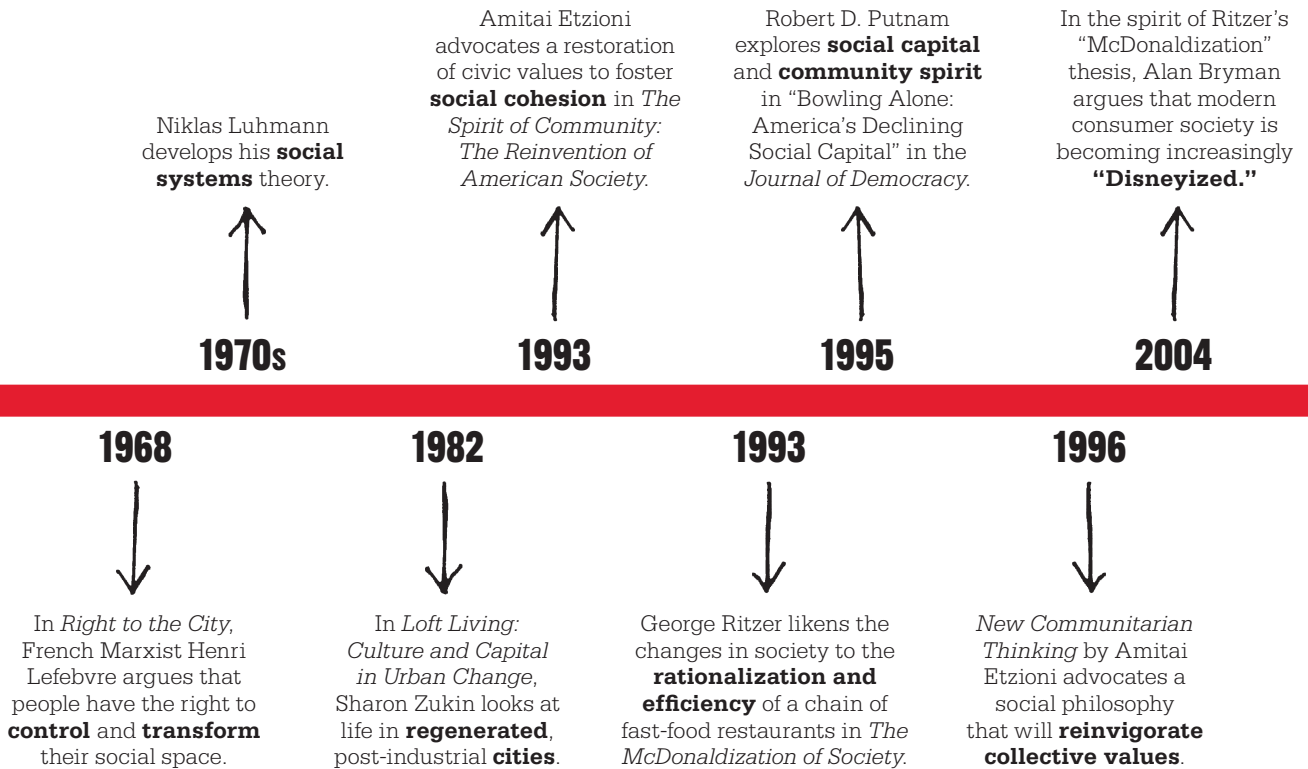 Niklas Luhmann
develops his social
systems theory.
Amitai Etzioni
advocates a restoration
of civic values to foster
social cohesion in The
Spirit of Community:
The Reinvention of
American Society.
Robert D. Putnam
explores social capital
and community spirit
in “Bowling Alone:
America’s Declining
Social Capital” in the
Journal of Democracy.
In the spirit of Ritzer’s
“McDonaldization”
thesis, Alan Bryman
argues that modern
consumer society is
becoming increasingly
“Disneyized.”
1970s
1993
1995
2004
1968
1982
1993
1996
In Right to the City,
French Marxist Henri
Lefebvre argues that
people have the right to
control and transform
their social space.
In Loft Living:
Culture and Capital
in Urban Change,
Sharon Zukin looks at
life in regenerated,
post-industrial cities.
George Ritzer likens the
changes in society to the
rationalization and
efficiency of a chain of
fast-food restaurants in The
McDonaldization of Society.
New Communitarian
Thinking by Amitai
Etzioni advocates a
social philosophy
that will reinvigorate
collective values.